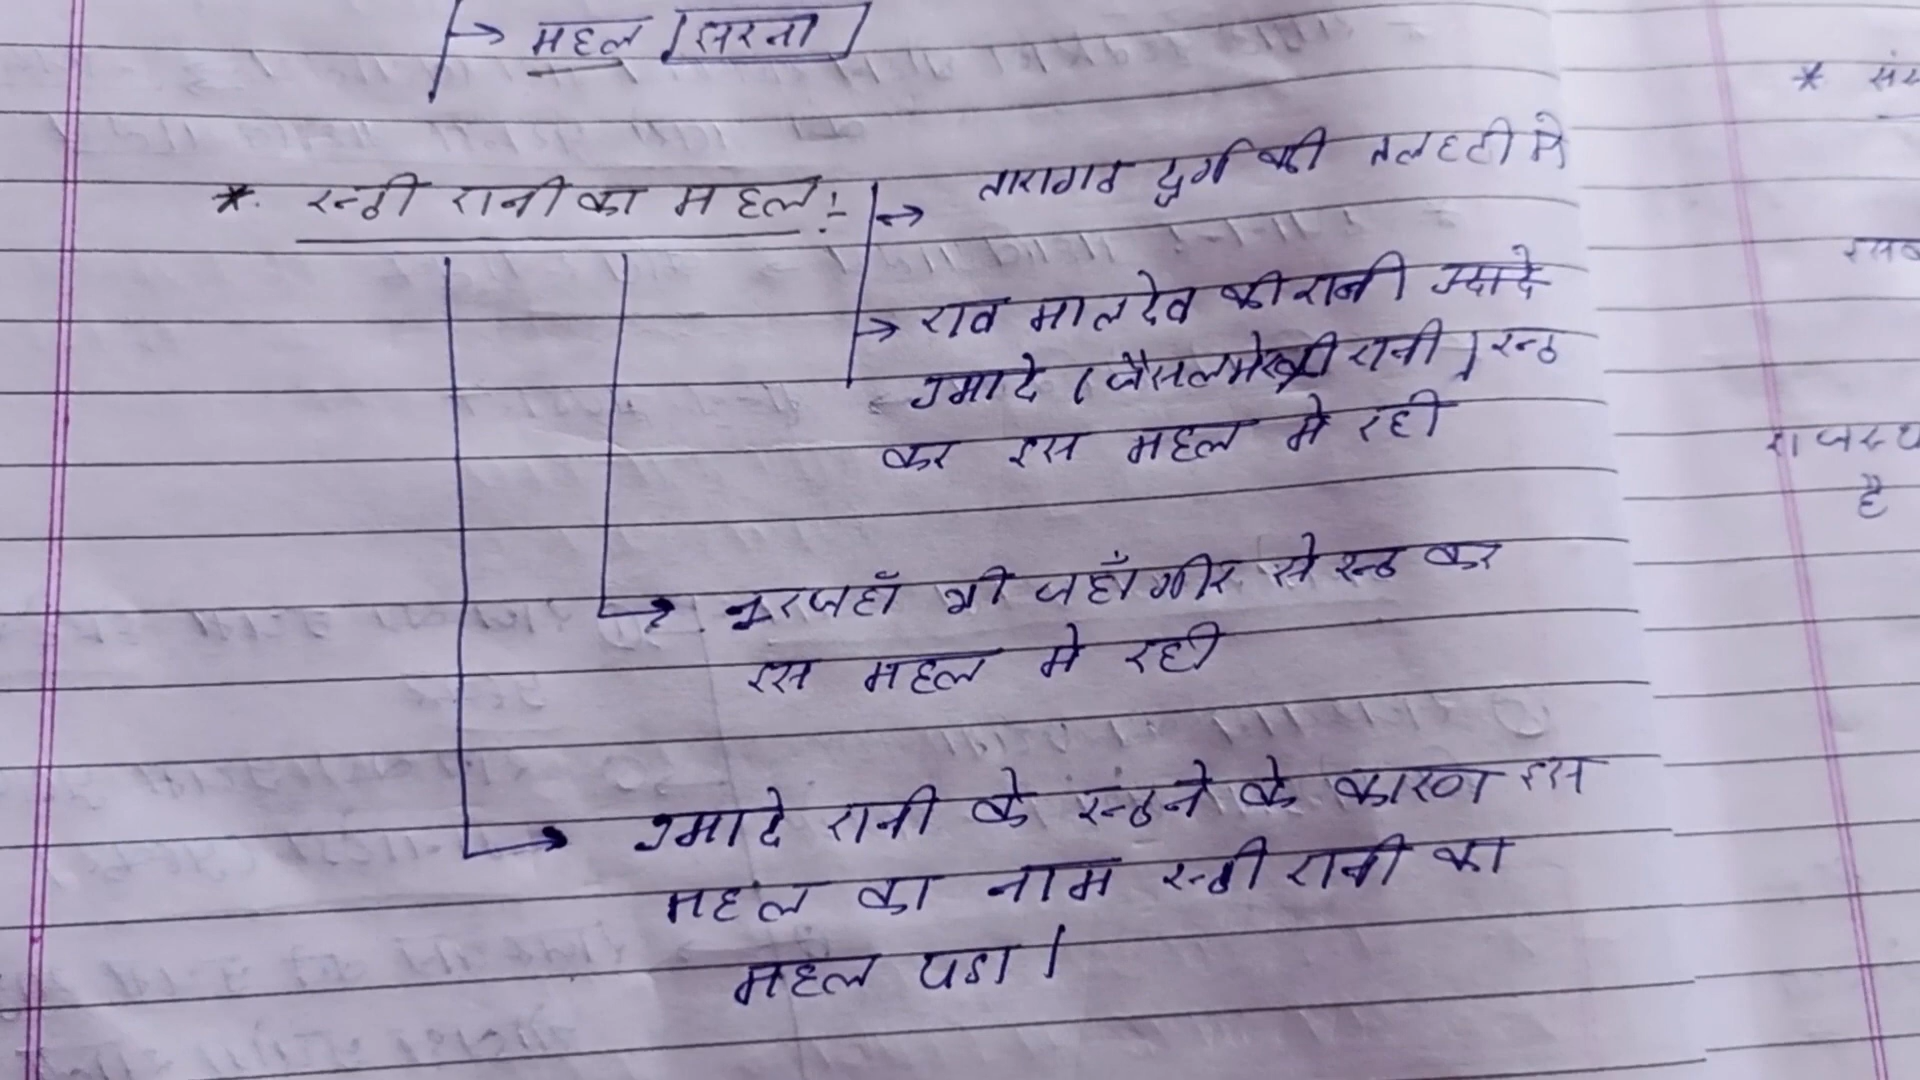 → महल [सरना]
* रूठी रानी का महल :-
→ तारागढ दुर्ग की तलहटी मे
→ राव मालदेव की रानी उमादे
उमादे (जैसलमेर की रानी) रूठ
कर इस महल मे रही
→ नूरजहाँ भी जहाँगीर से रूठ कर
इस महल मे रही
→ उमादे रानी के रूठने के कारण इस
महल का नाम रूठी रानी का
महल पडा।
*
राजस्थ
है